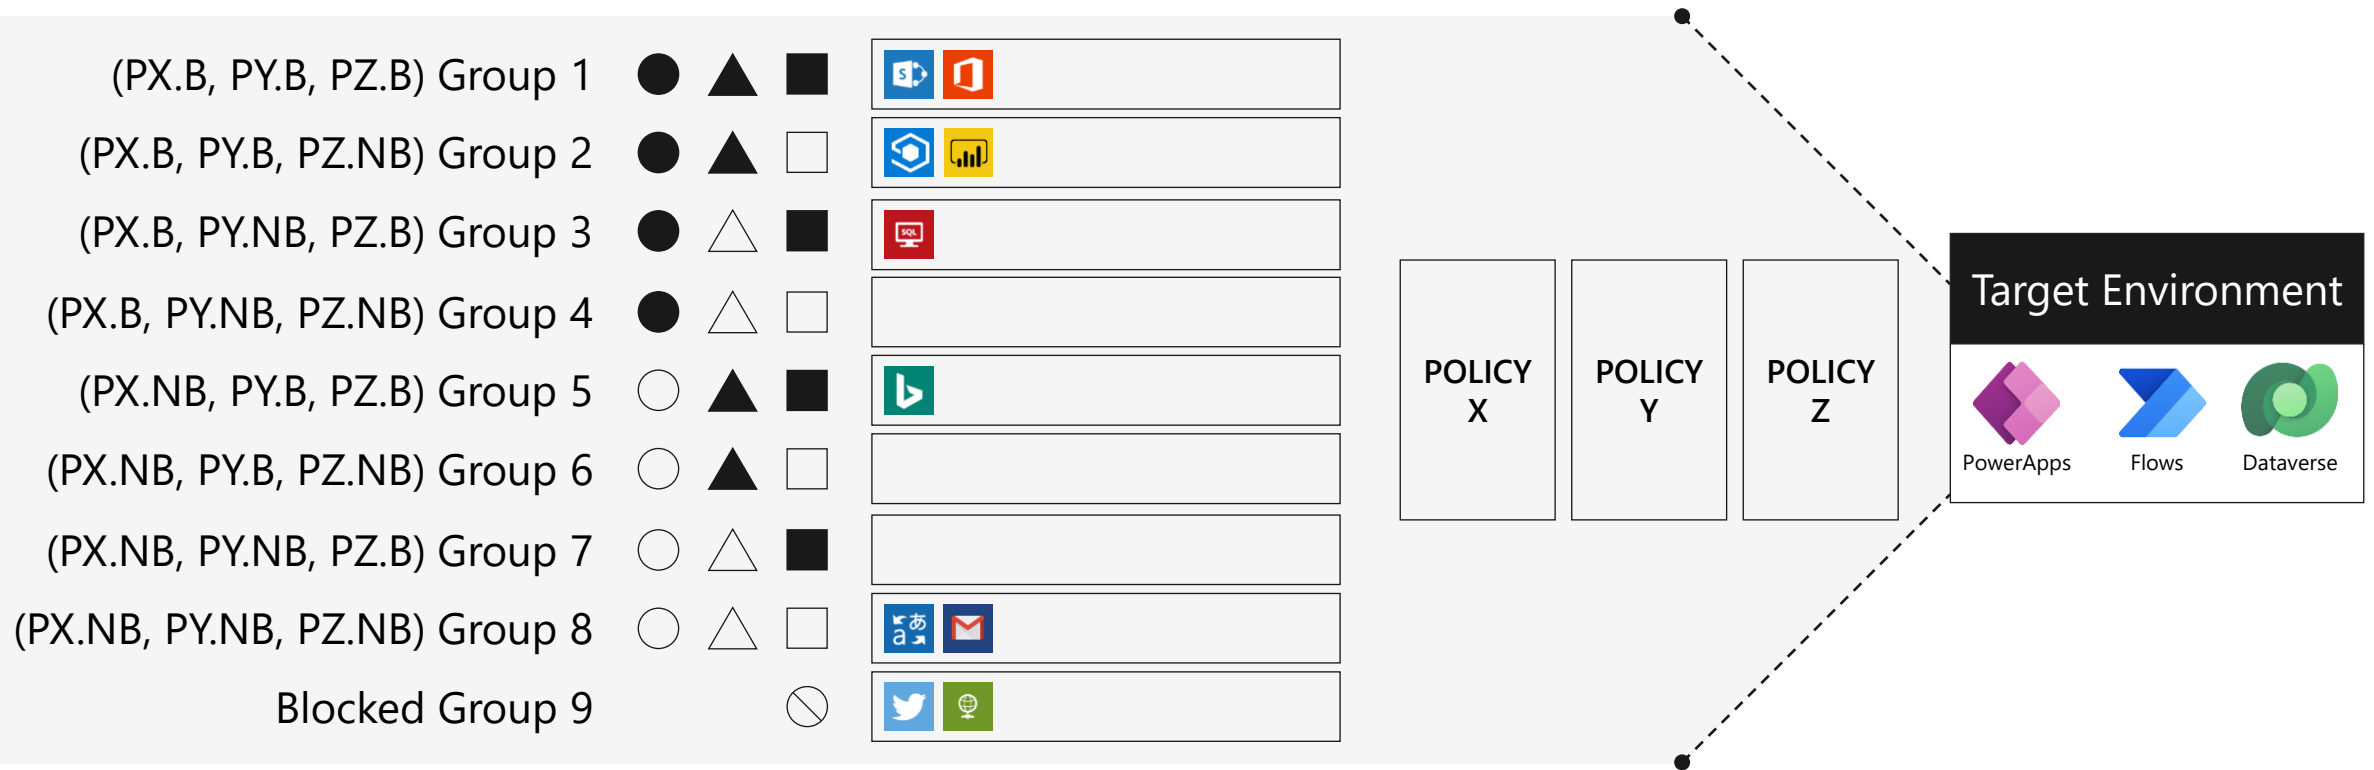 (PX.B, PY.B, PZ.B) Group 1
(PX.B, PY.B, PZ.NB) Group 2
(PX.B, PY.NB, PZ.B) Group 3
SQL
(PX.B, PY.NB, PZ.NB) Group 4
(PX.NB, PY.B, PZ.B) Group 5
(PX.NB, PY.B, PZ.NB) Group 6
(PX.NB, PY.NB, PZ.B) Group 7
(PX.NB, PY.NB, PZ.NB) Group 8
a あ
Blocked Group 9
S
POLICY
X
POLICY
Y
POLICY
Z
Target Environment
PowerApps
Flows
Dataverse